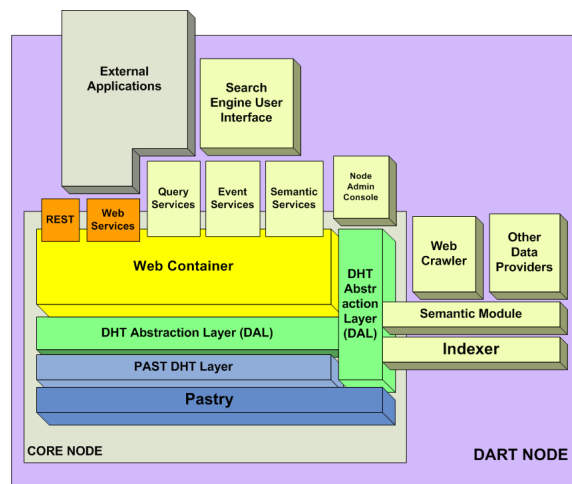 External
Applications
Search
Engine User
Interface
Query
Services
Event
Services
Semantic
Services
Node
Admin
Console
REST
Web
Services
Web Container
DHT
Abstraction
Layer
(DAL)
Web
Crawler
Other
Data
Providers
Semantic Module
DHT Abstraction Layer (DAL)
Indexer
PAST DHT Layer
Pastry
CORE NODE
DART NODE